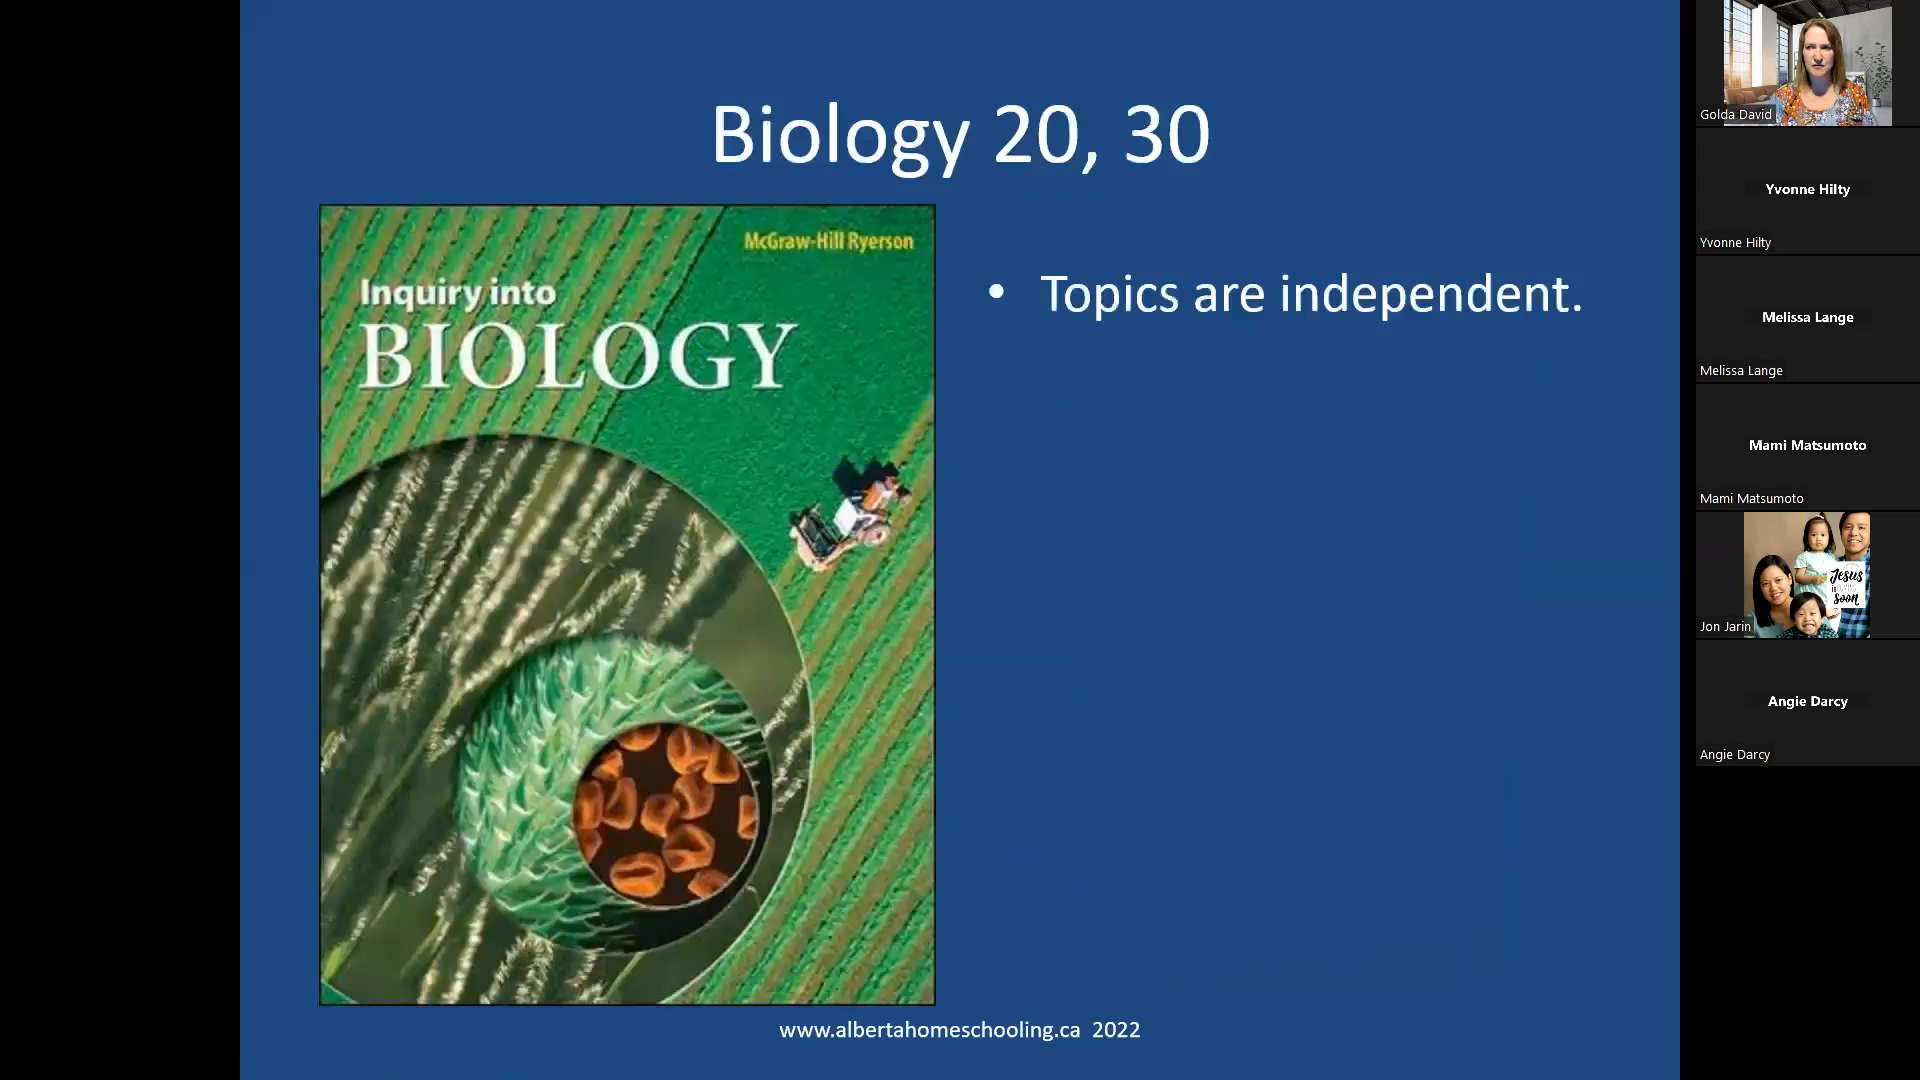 Biology 20, 30
McGraw-Hill Ryerson
Inquiry into
BIOLOGY
• Topics are independent.
www.albertahomeschooling.ca 2022
Golda David
Yvonne Hilty
Yvonne Hilty
Melissa Lange
Melissa Lange
Mami Matsumoto
Mami Matsumoto
Jesus
soon
Jon Jarin
Angie Darcy
Angie Darcy